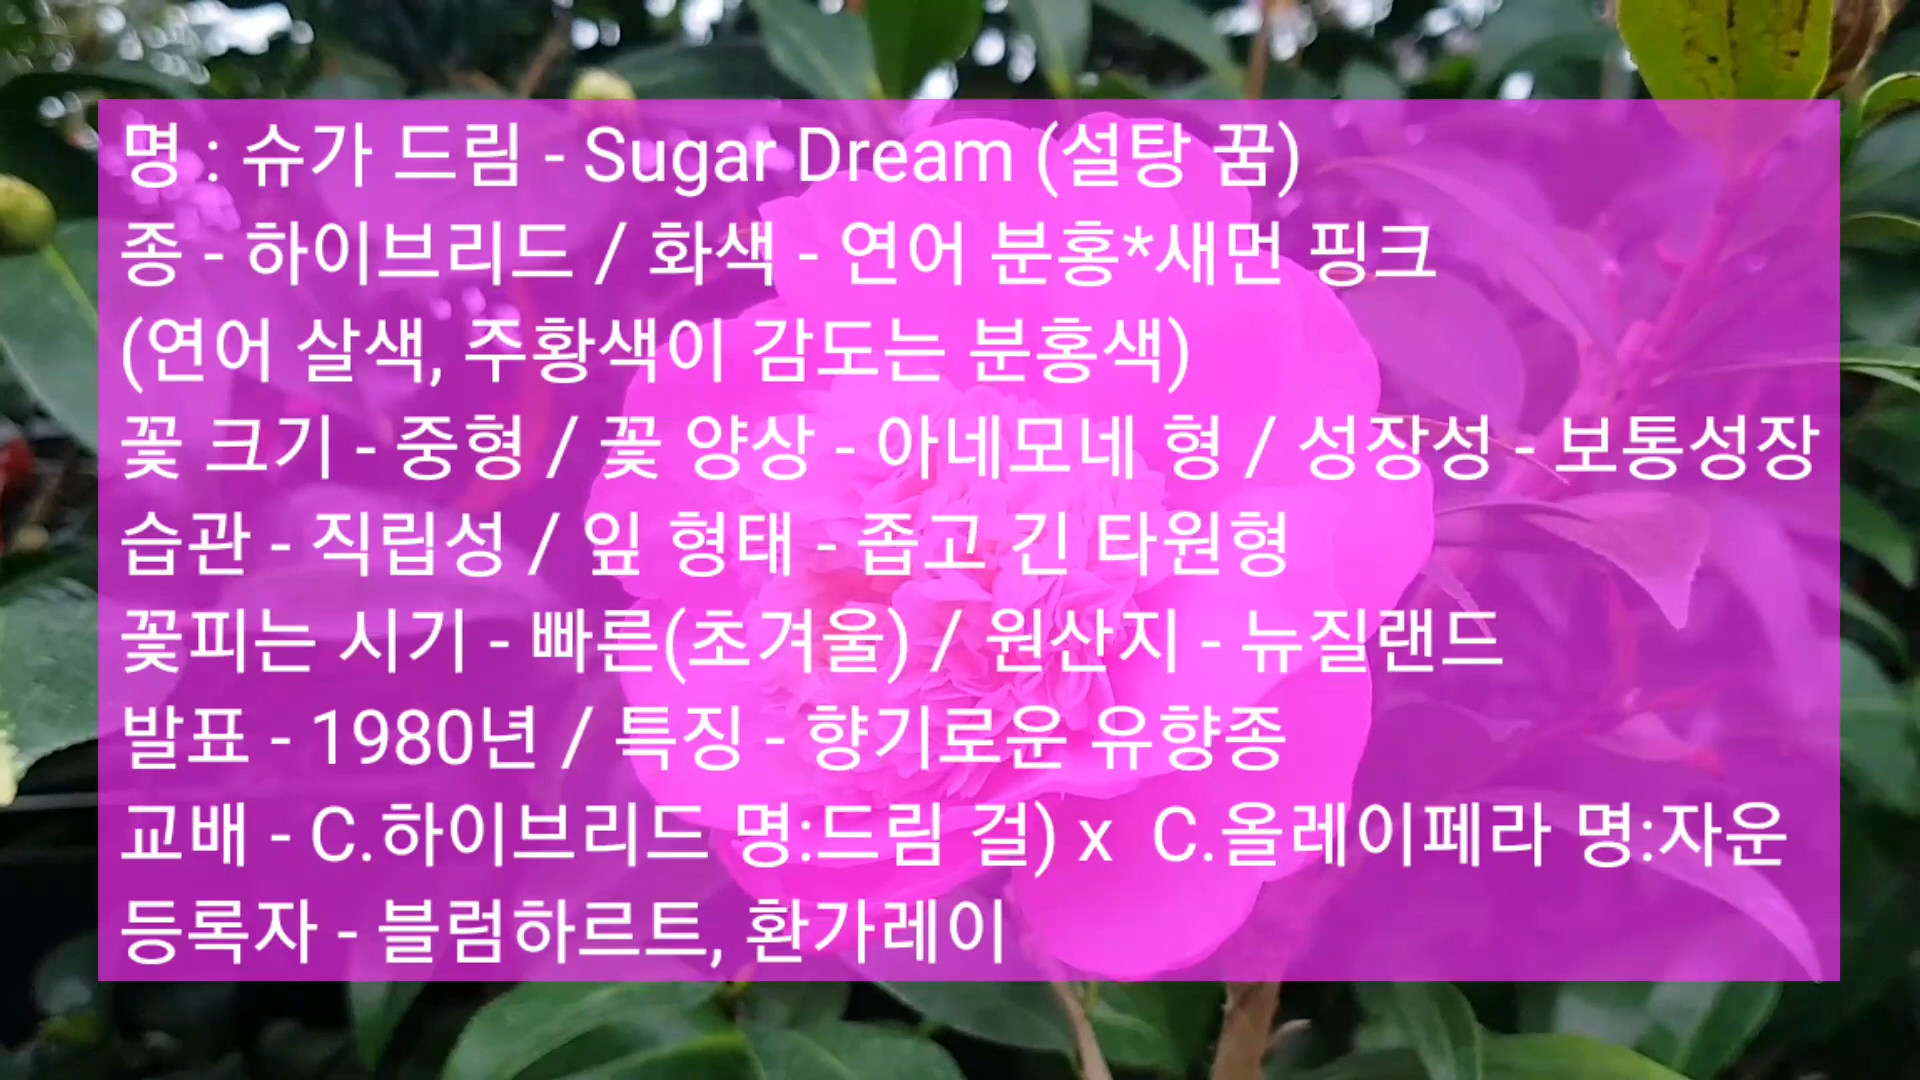 명 : 슈가 드림 - Sugar Dream (설탕 꿈)
종 - 하이브리드 / 화색 - 연어 분홍*새먼 핑크
(연어 살색, 주황색이 감도는 분홍색)
꽃 크기 - 중형 / 꽃 양상 - 아네모네 형 / 성장성 - 보통성장
습관 - 직립성 / 잎 형태 - 좁고 긴 타원형
꽃피는 시기 - 빠른(초겨울) / 원산지 - 뉴질랜드
발표 - 1980년 / 특징 - 향기로운 유향종
교배 - C.하이브리드 명:드림 걸) x C.올레이페라 명:자운
등록자 - 블럼하르트, 환가레이